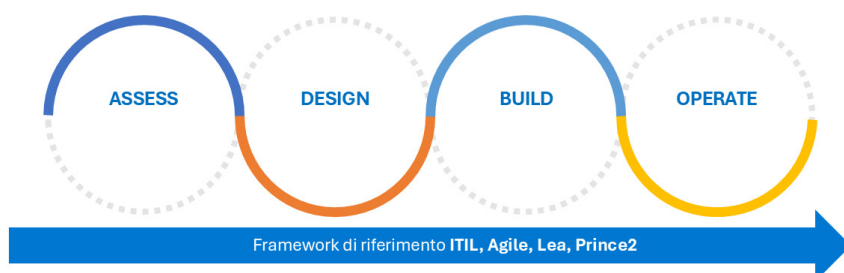 ASSESS
DESIGN
BUILD
OPERATE
Framework di riferimento ITIL, Agile, Lea, Prince2